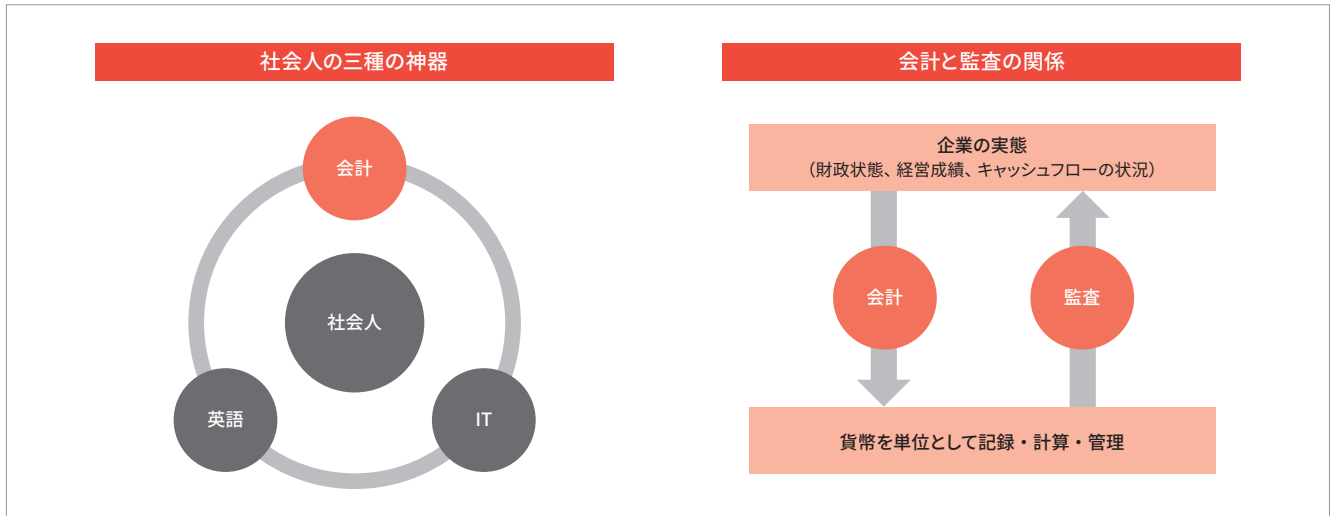 社会人の三種の神器
会計
社会人
英語
IT
会計と監査の関係
企業の実態
（財政状態、経営成績、キャッシュフローの状況）
会計
監査
貨幣を単位として記録・計算・管理